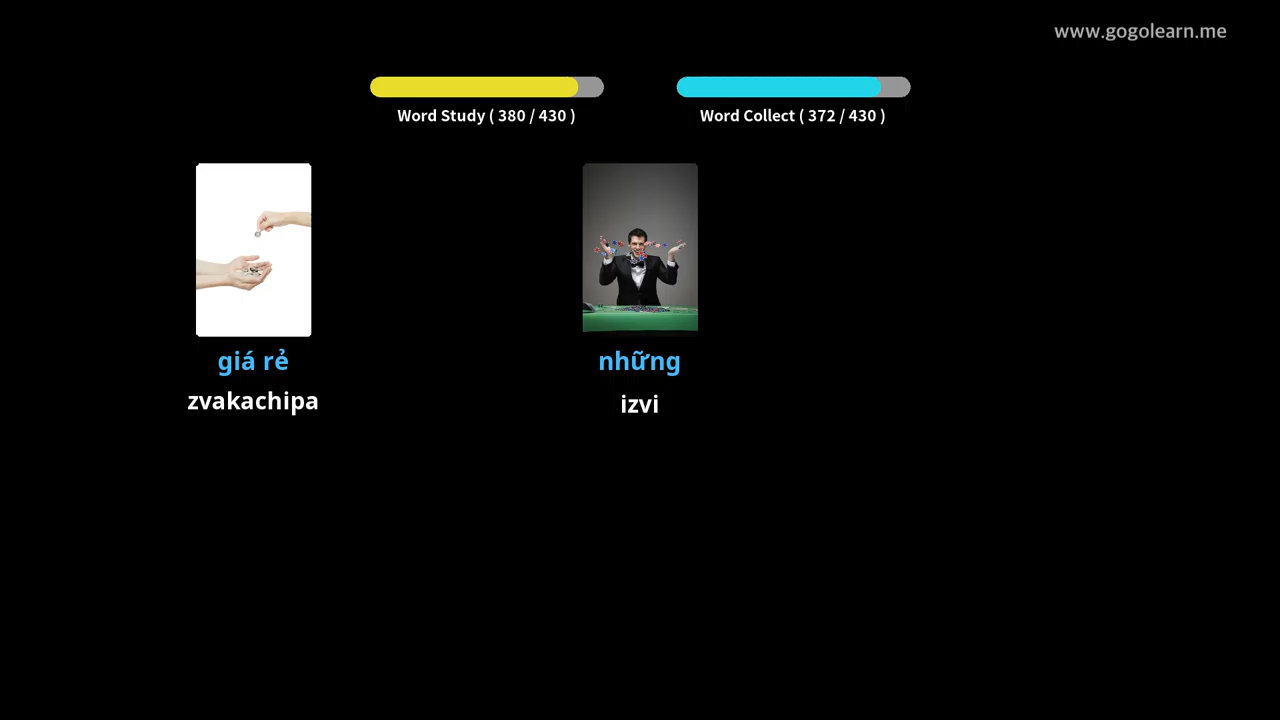 www.gogolearn.me
Word Study ( 380 / 430 )
Word Collect ( 372 / 430 )
giá rẻ
zvakachipa
những
izvi